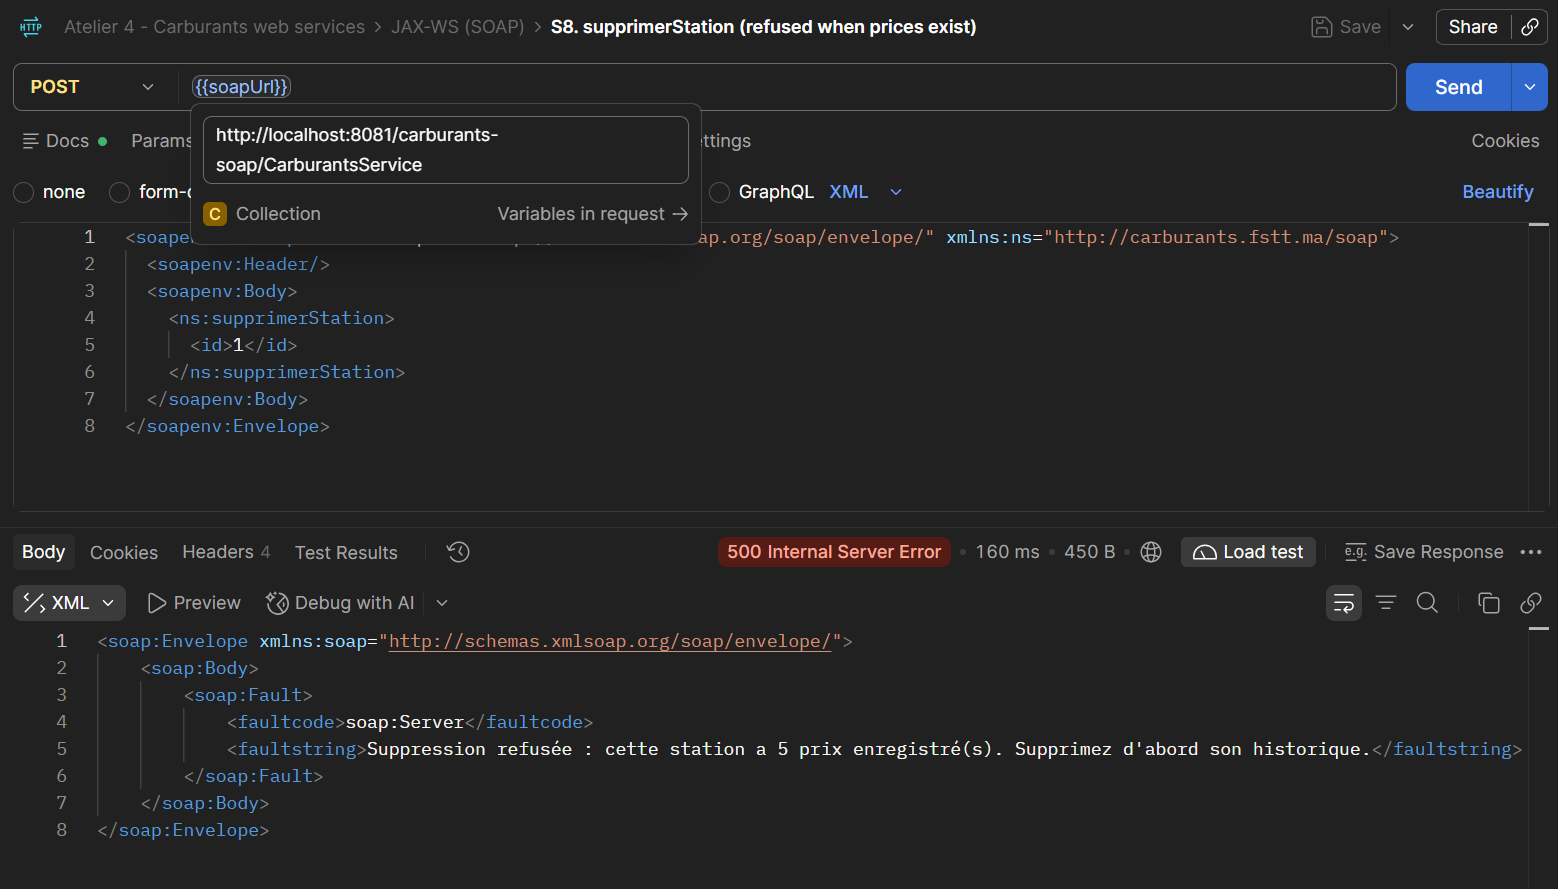 HTTP Atelier 4 - Carburants web services > JAX-WS (SOAP) > S8. supprimerStation (refused when prices exist) Save Share
POST {{soapUrl}} Send
http://localhost:8081/carburants-
soap/CarburantsService
Docs Params ttings Cookies
none form- GraphQL XML Beautify
C Collection Variables in request →
1 <soape ap.org/soap/envelope/" xmlns:ns="http://carburants.fstt.ma/soap">
2 <soapenv:Header/>
3 <soapenv:Body>
4 <ns:supprimerStation>
5 <id>1</id>
6 </ns:supprimerStation>
7 </soapenv:Body>
8 </soapenv:Envelope>
Body Cookies Headers 4 Test Results 500 Internal Server Error • 160 ms • 450 B • Load test e.g. Save Response
XML Preview Debug with AI
1 <soap:Envelope xmlns:soap="http://schemas.xmlsoap.org/soap/envelope/">
2 <soap:Body>
3 <soap:Fault>
4 <faultcode>soap:Server</faultcode>
5 <faultstring>Suppression refusée : cette station a 5 prix enregistré(s). Supprimez d'abord son historique.</faultstring>
6 </soap:Fault>
7 </soap:Body>
8 </soap:Envelope>